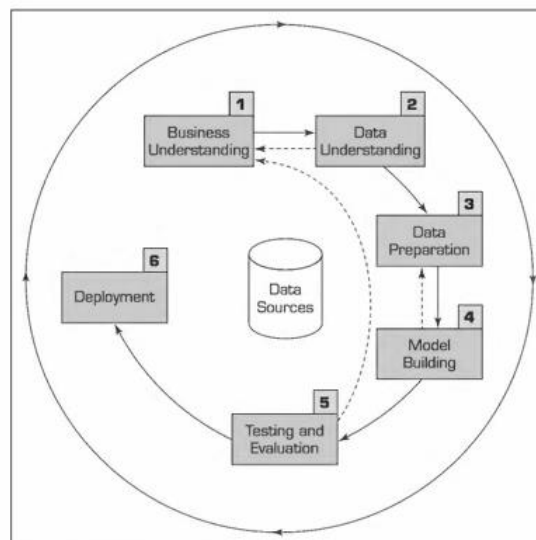 1
Business
Understanding
2
Data
Understanding
3
Data
Preparation
4
Model
Building
5
Testing and
Evaluation
6
Deployment
Data
Sources